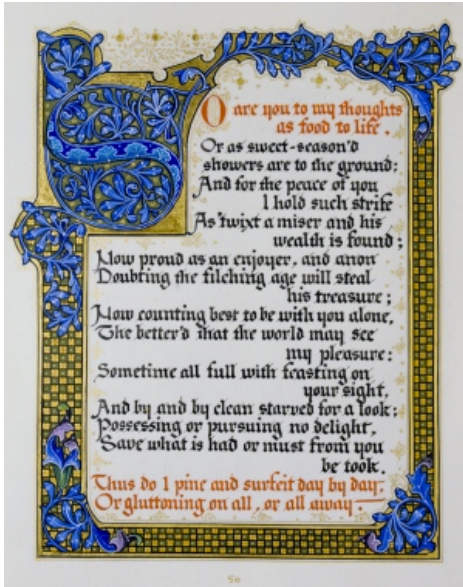 SO are you to my thoughts
as food to life.
Or as sweet-season'd
showers are to the ground:
And for the peace of you
I hold such strife
As 'twixt a miser and his
wealth is found;
Now proud as an enjoyer, and anon
Doubting the filching age will steal
his treasure;
Now counting best to be with you alone,
The better'd that the world may see
my pleasure:
Sometime all full with feasting on
your sight,
And by and by clean starved for a look;
Possessing or pursuing no delight,
Save what is had or must from you
be took.
Thus do I pine and surfeit day by day,
Or gluttoning on all, or all away.